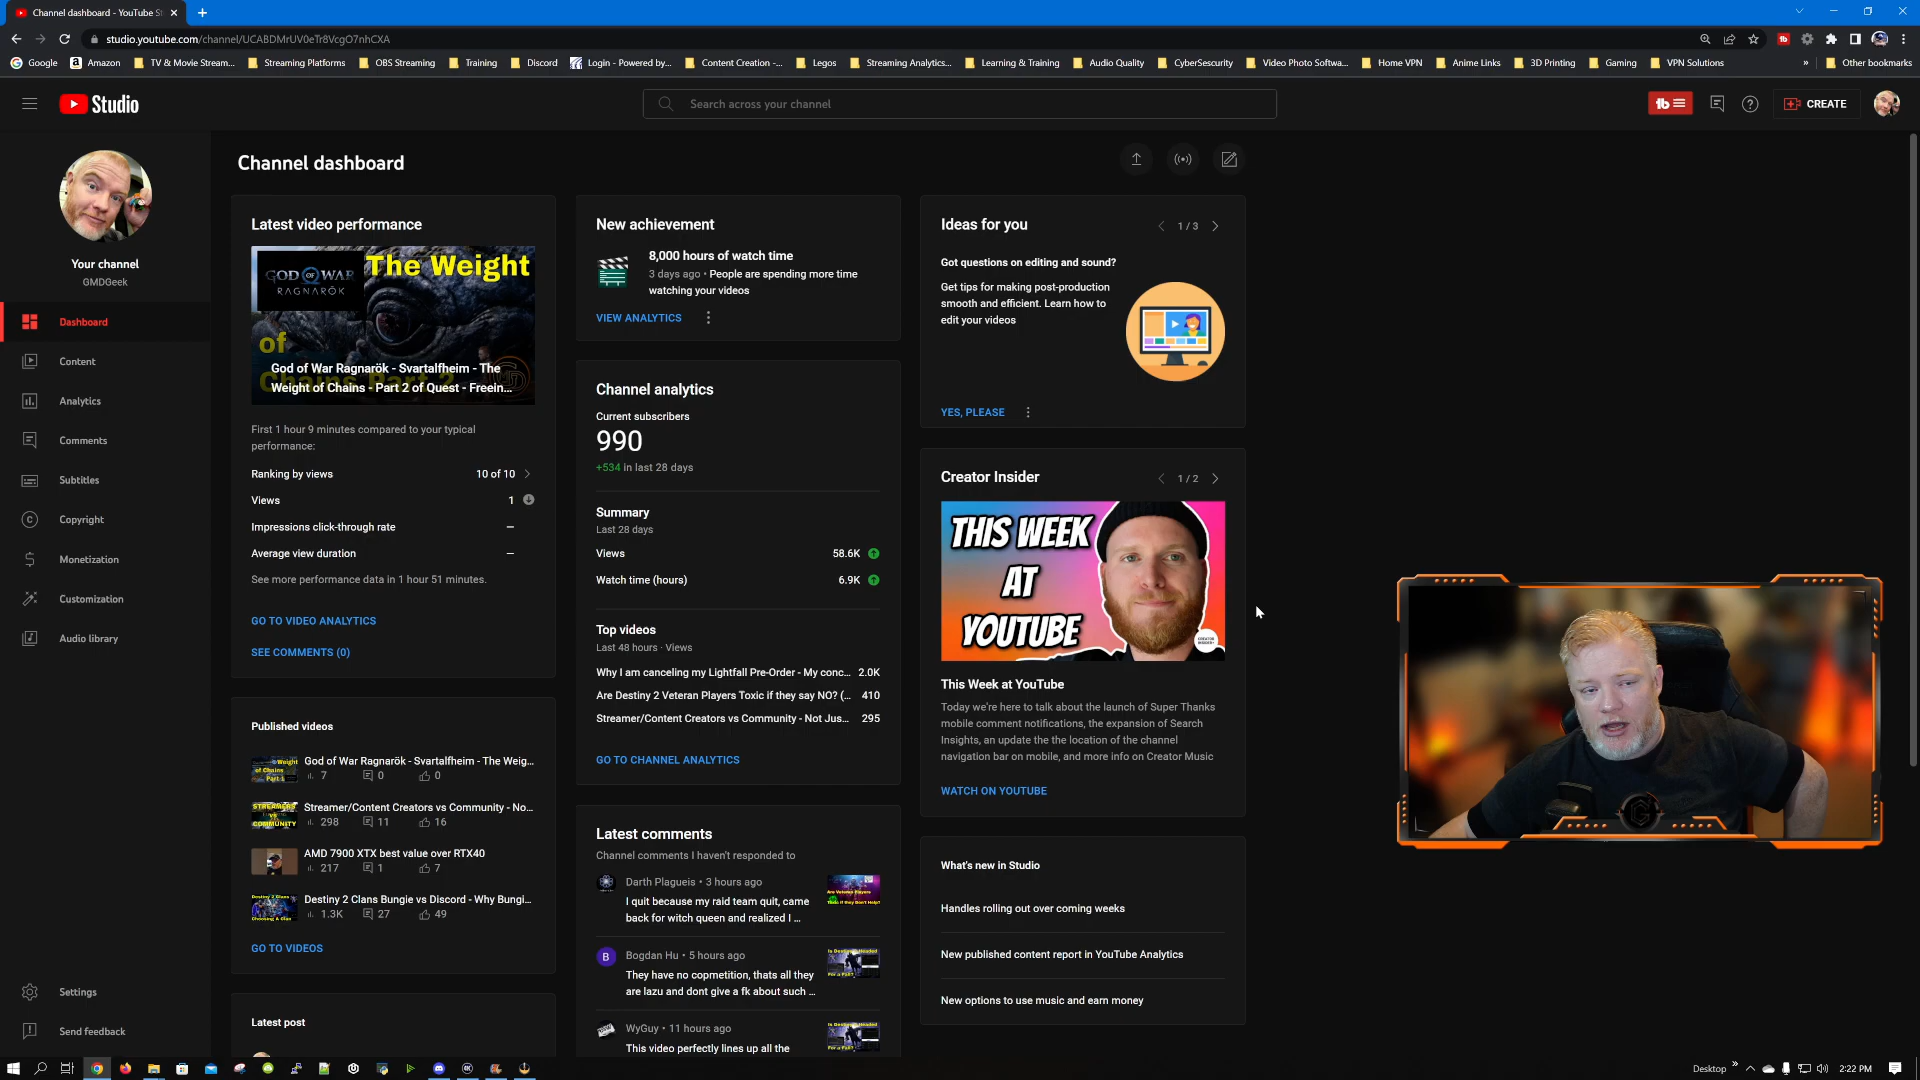 Channel dashboard - YouTube St
studio.youtube.com/channel/UCABDMrUV0eTr8VcgO7nhCXA
Google
Amazon
TV & Movie Stream...
Streaming Platforms
OBS Streaming
Training
Discord
Login - Powered by...
Content Creation -...
Legos
Streaming Analytics...
Learning & Training
Audio Quality
CyberSescurity
Video Photo Softwa...
Home VPN
Anime Links
3D Printing
Gaming
VPN Solutions
»
Other bookmarks
Studio
Search across your channel
CREATE
Your channel
GMDGeek
Dashboard
Content
Analytics
Comments
Subtitles
Copyright
Monetization
Customization
Audio library
Settings
Send feedback
Channel dashboard
Latest video performance
GOD OF WAR
RAGNARÖK
The Weight
of
Chains Part 2
God of War Ragnarök - Svartalfheim - The
Weight of Chains - Part 2 of Quest - Freein...
First 1 hour 9 minutes compared to your typical
performance:
Ranking by views 10 of 10
Views 1
Impressions click-through rate –
Average view duration –
See more performance data in 1 hour 51 minutes.
GO TO VIDEO ANALYTICS
SEE COMMENTS (0)
Published videos
God of War Ragnarök - Svartalfheim - The Weig...
7 0 0
Streamer/Content Creators vs Community - No...
298 11 16
AMD 7900 XTX best value over RTX40
217 1 7
Destiny 2 Clans Bungie vs Discord - Why Bungi...
1.3K 27 49
GO TO VIDEOS
Latest post
New achievement
8,000 hours of watch time
3 days ago • People are spending more time
watching your videos
VIEW ANALYTICS
Channel analytics
Current subscribers
990
+534 in last 28 days
Summary
Last 28 days
Views 58.6K
Watch time (hours) 6.9K
Top videos
Last 48 hours · Views
Why I am canceling my Lightfall Pre-Order - My conc... 2.0K
Are Destiny 2 Veteran Players Toxic if they say NO? (... 410
Streamer/Content Creators vs Community - Not Jus... 295
GO TO CHANNEL ANALYTICS
Latest comments
Channel comments I haven't responded to
Darth Plagueis • 3 hours ago
I quit because my raid team quit, came
back for witch queen and realized I ...
B
Bogdan Hu • 5 hours ago
They have no copmetition, thats all they
are lazu and dont give a fk about such ...
WyGuy • 11 hours ago
This video perfectly lines up all the
Ideas for you
1 / 3
Got questions on editing and sound?
Get tips for making post-production
smooth and efficient. Learn how to
edit your videos
YES, PLEASE
Creator Insider
1 / 2
THIS WEEK
AT
YOUTUBE
This Week at YouTube
Today we're here to talk about the launch of Super Thanks
mobile comment notifications, the expansion of Search
Insights, an update the the location of the channel
navigation bar on mobile, and more info on Creator Music
WATCH ON YOUTUBE
What's new in Studio
Handles rolling out over coming weeks
New published content report in YouTube Analytics
New options to use music and earn money
Desktop
»
2:22 PM